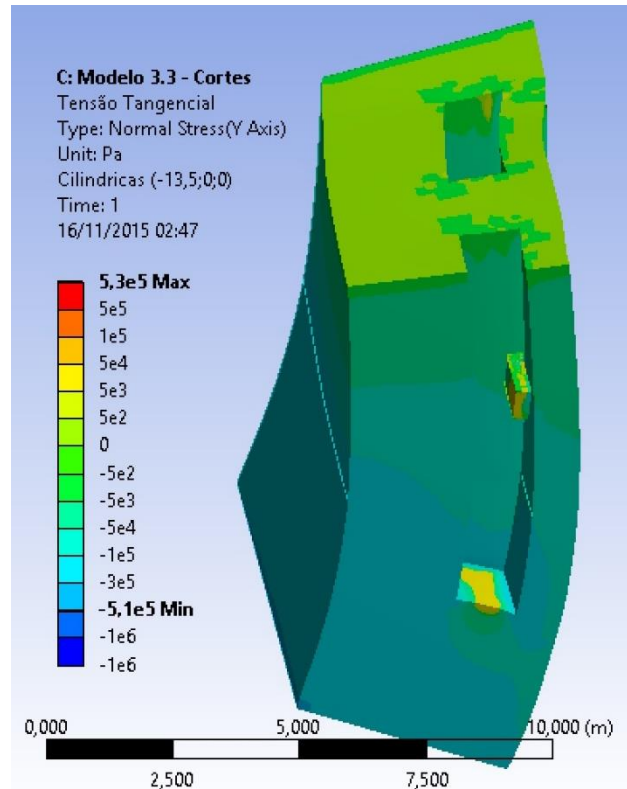 C: Modelo 3.3 - Cortes
Tensão Tangencial
Type: Normal Stress(Y Axis)
Unit: Pa
Cilindricas (-13,5;0;0)
Time: 1
16/11/2015 02:47
5,3e5 Max
5e5
1e5
5e4
5e3
5e2
0
-5e2
-5e3
-5e4
-1e5
-3e5
-5,1e5 Min
-1e6
-1e6
0,000 5,000 10,000 (m)
2,500 7,500